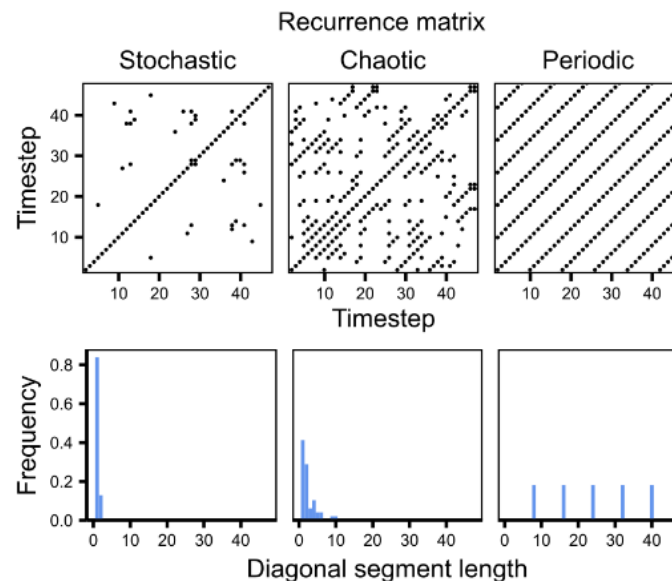 Recurrence matrix
Stochastic Chaotic Periodic
Timestep
40
30
20
10
10 20 30 40 10 20 30 40 10 20 30 40
Timestep
Frequency
0.8
0.6
0.4
0.2
0.0
0 10 20 30 40 0 10 20 30 40 0 10 20 30 40
Diagonal segment length